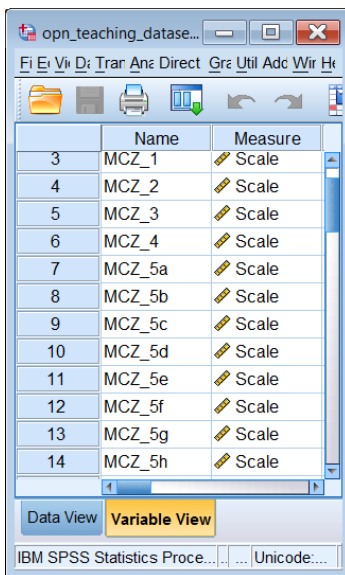 opn_teaching_datase...
Fi E Vi Da Tran Ana Direct Gra Util Add Wir He
Name Measure
3 MCZ_1 Scale
4 MCZ_2 Scale
5 MCZ_3 Scale
6 MCZ_4 Scale
7 MCZ_5a Scale
8 MCZ_5b Scale
9 MCZ_5c Scale
10 MCZ_5d Scale
11 MCZ_5e Scale
12 MCZ_5f Scale
13 MCZ_5g Scale
14 MCZ_5h Scale
Data View Variable View
IBM SPSS Statistics Proce... .. ... Unicode:...